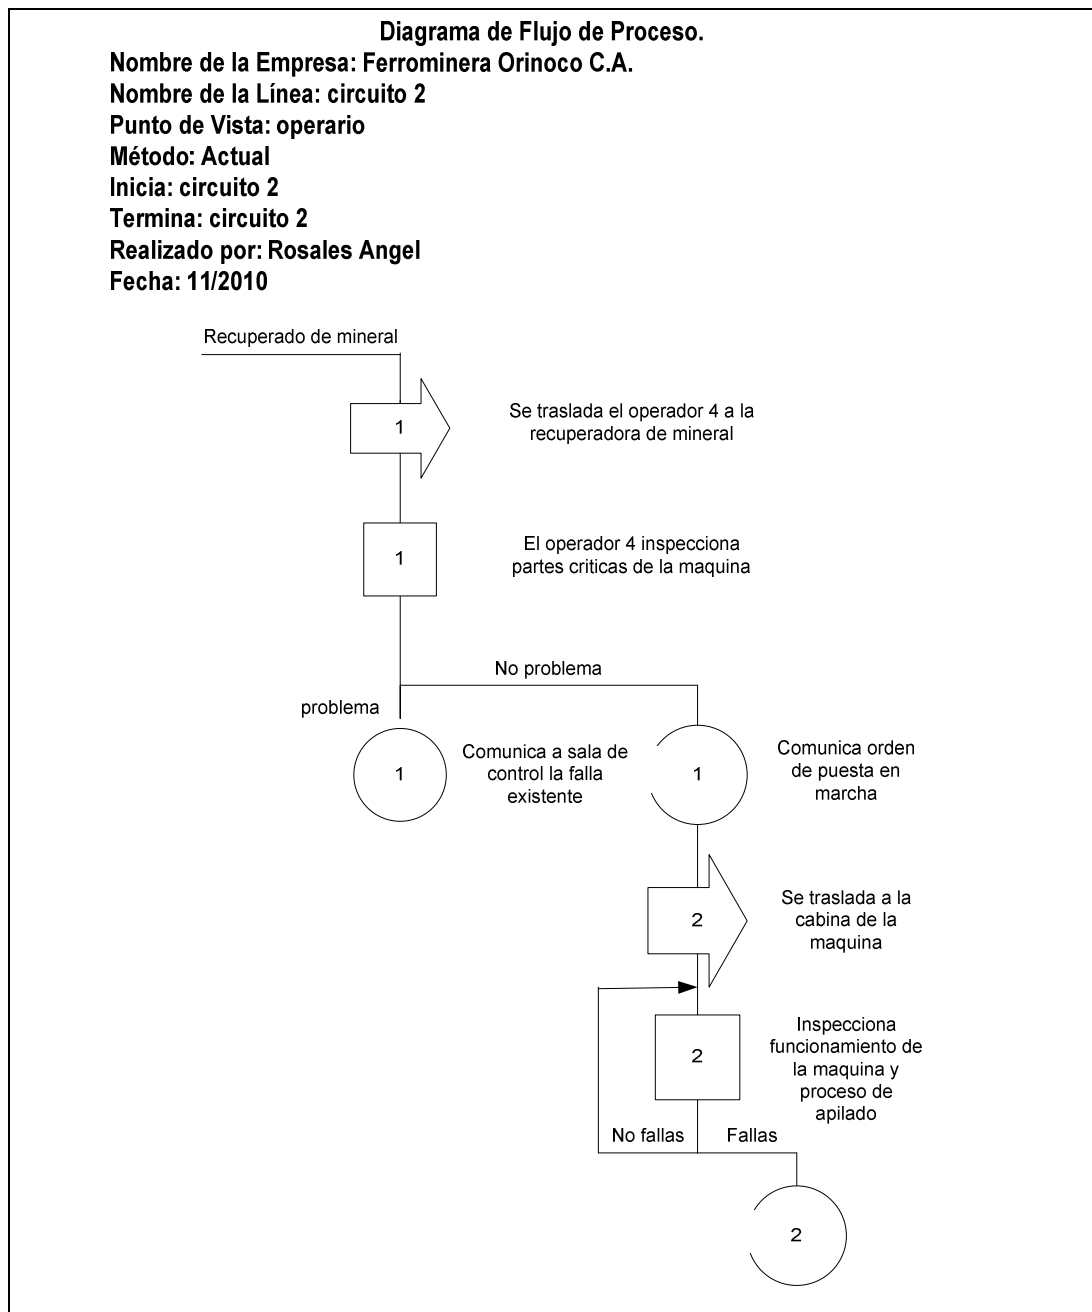 Diagrama de Flujo de Proceso.
Nombre de la Empresa: Ferrominera Orinoco C.A.
Nombre de la Línea: circuito 2
Punto de Vista: operario
Método: Actual
Inicia: circuito 2
Termina: circuito 2
Realizado por: Rosales Angel
Fecha: 11/2010
Recuperado de mineral
1
Se traslada el operador 4 a la
recuperadora de mineral
1
El operador 4 inspecciona
partes criticas de la maquina
No problema
problema
1
Comunica a sala de
control la falla
existente
1
Comunica orden
de puesta en
marcha
2
Se traslada a la
cabina de la
maquina
2
Inspecciona
funcionamiento de
la maquina y
proceso de
apilado
No fallas
Fallas
2